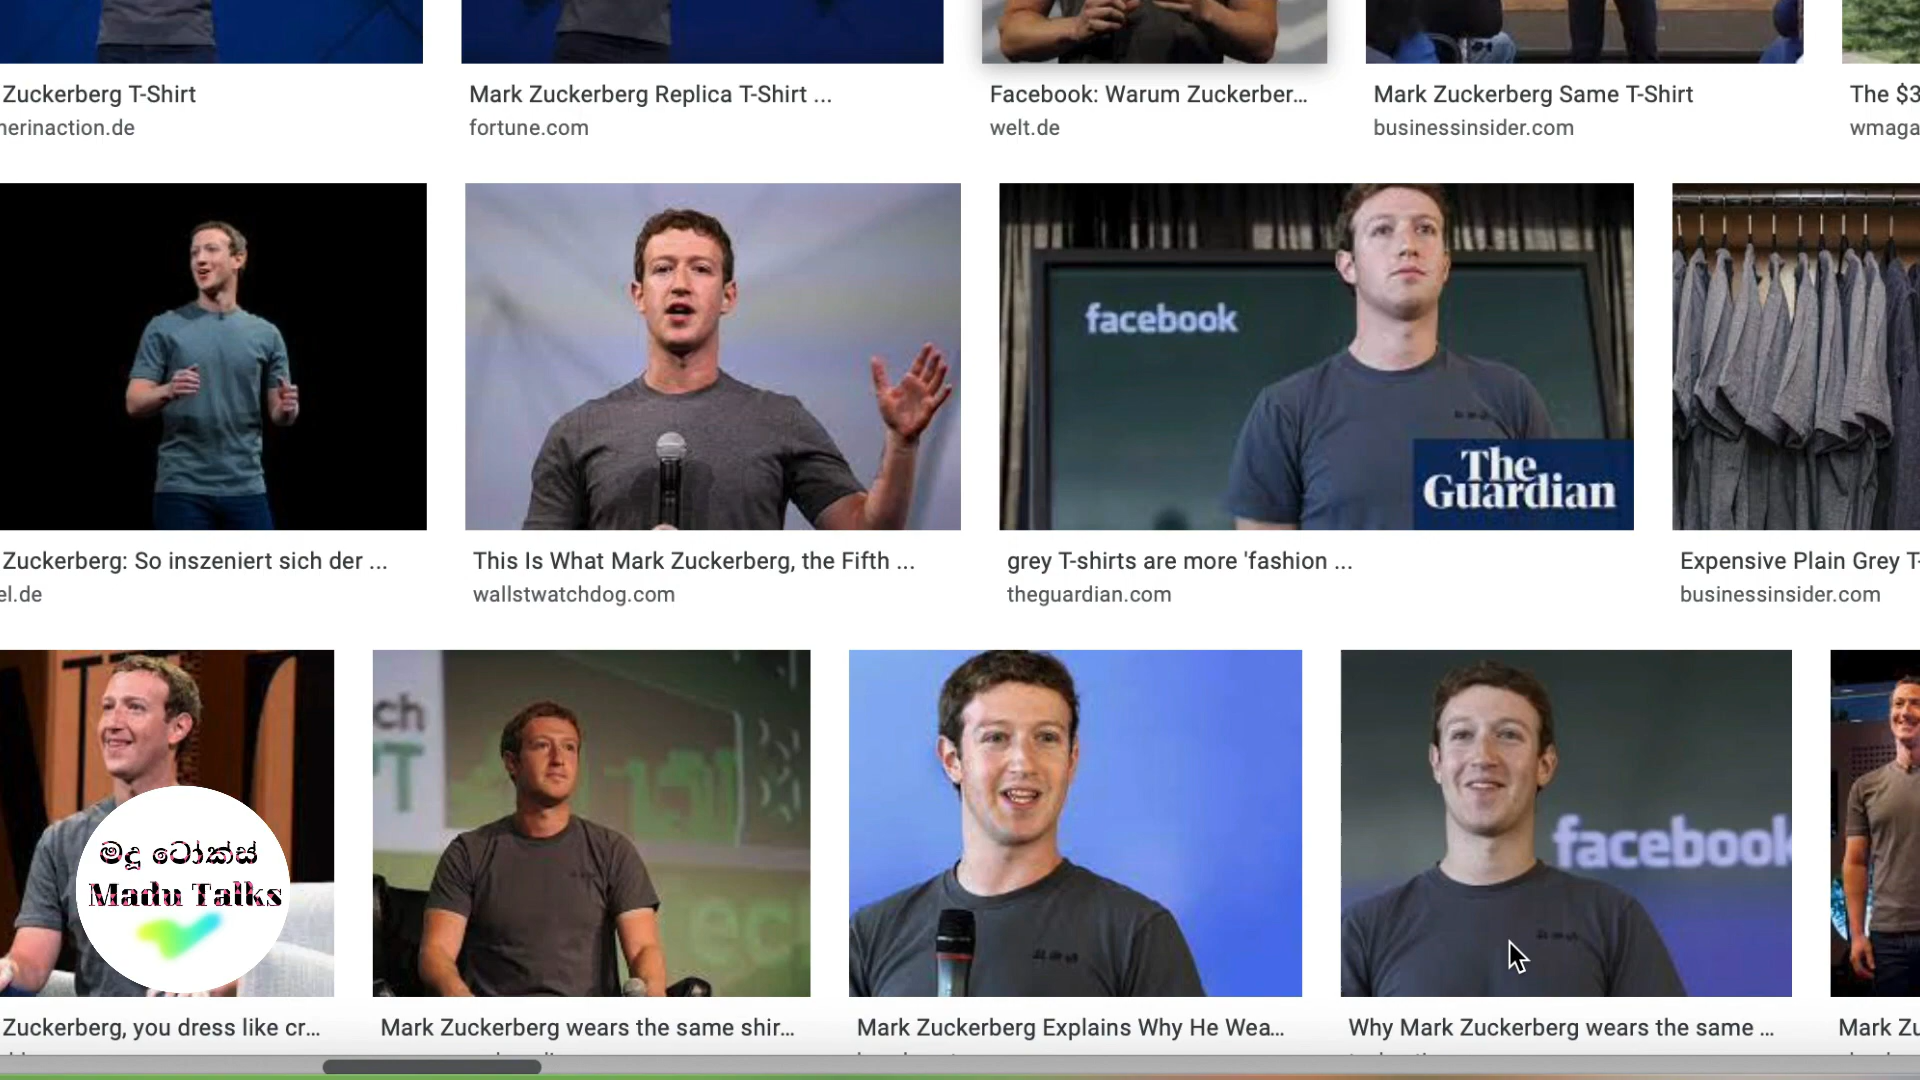 Zuckerberg T-Shirt
nerinaction.de
Mark Zuckerberg Replica T-Shirt ...
fortune.com
Facebook: Warum Zuckerber...
welt.de
Mark Zuckerberg Same T-Shirt
businessinsider.com
The $3
wmaga
facebook
The
Guardian
Zuckerberg: So inszeniert sich der ...
el.de
This Is What Mark Zuckerberg, the Fifth ...
wallstwatchdog.com
grey T-shirts are more 'fashion ...
theguardian.com
Expensive Plain Grey T-
businessinsider.com
මදූ ටෝක්ස්
Madu Talks
ch
PT
tec
facebook
Zuckerberg, you dress like cr...
Mark Zuckerberg wears the same shir...
Mark Zuckerberg Explains Why He Wea...
Why Mark Zuckerberg wears the same ...
Mark Zu